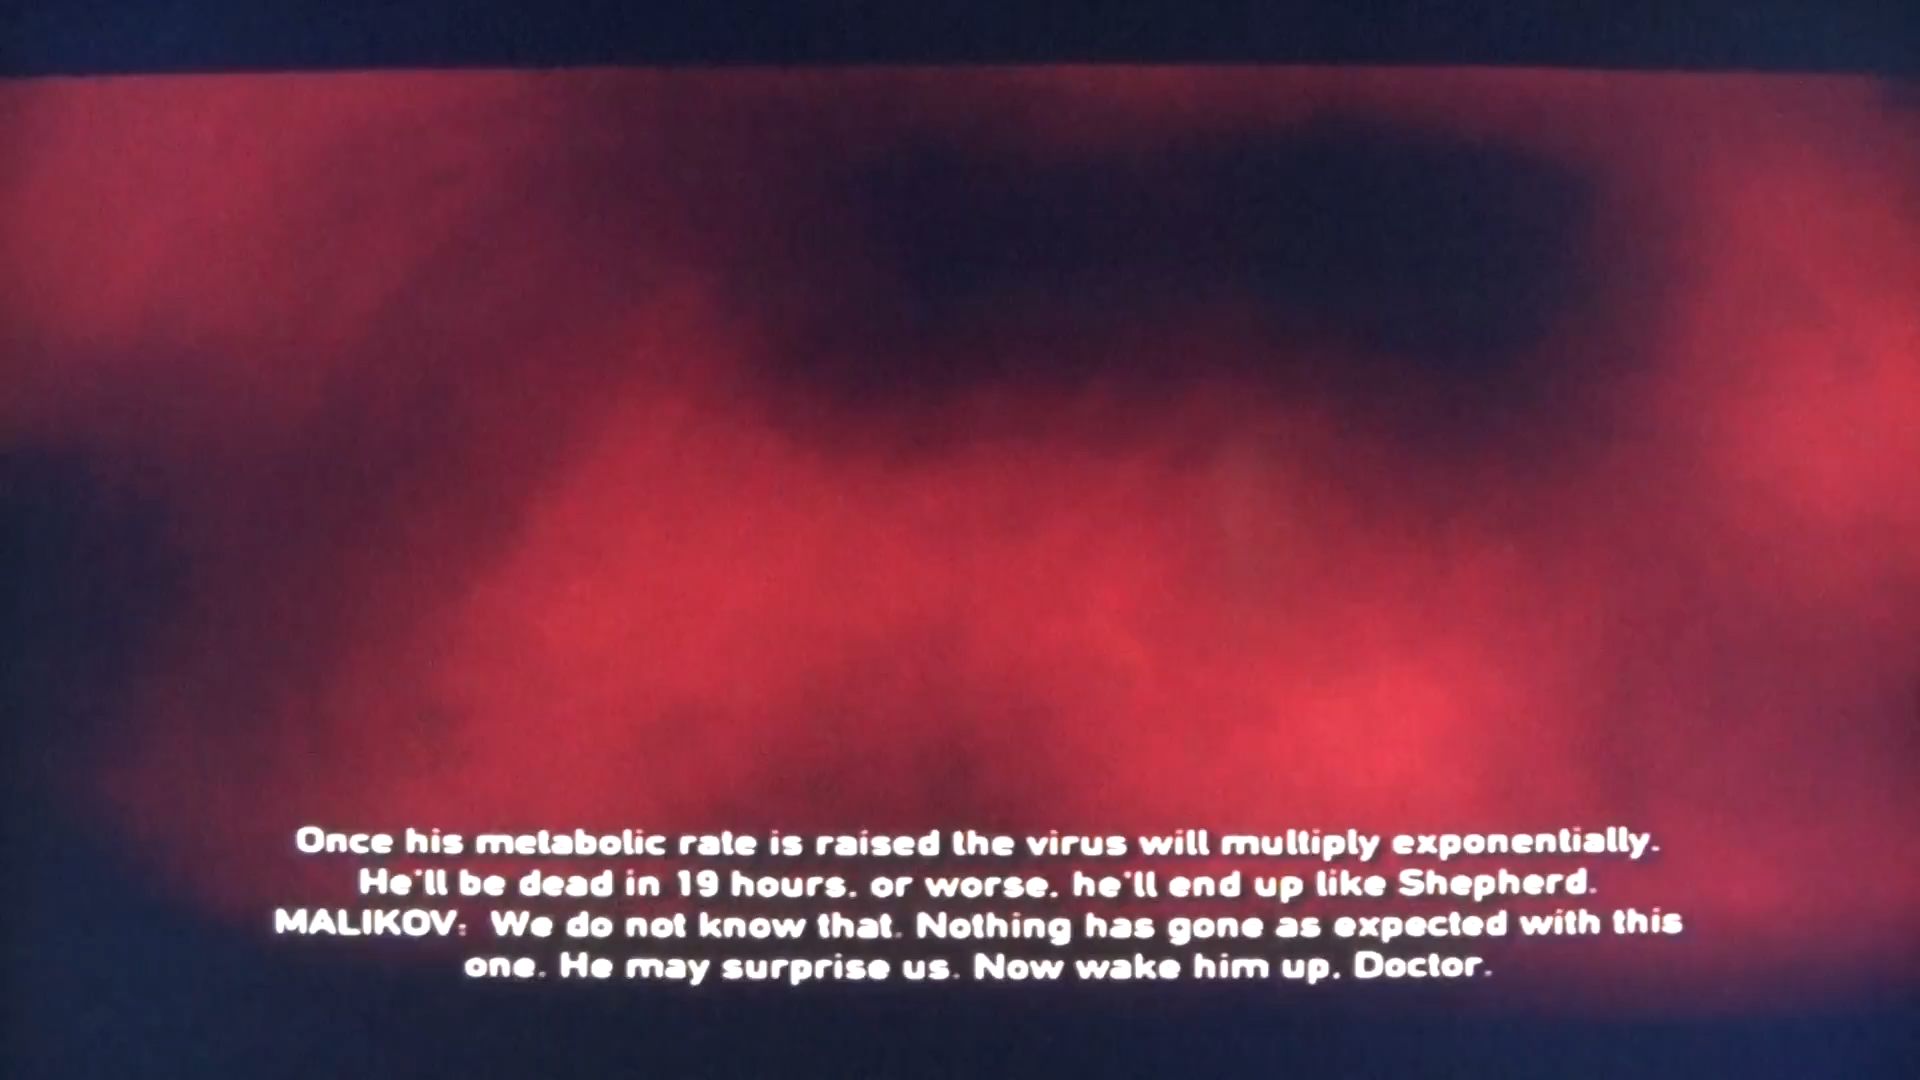 Once his metabolic rate is raised the virus will multiply exponentially.
He'll be dead in 19 hours, or worse, he'll end up like Shepherd.
MALIKOV: We do not know that. Nothing has gone as expected with this
one. He may surprise us. Now wake him up, Doctor.